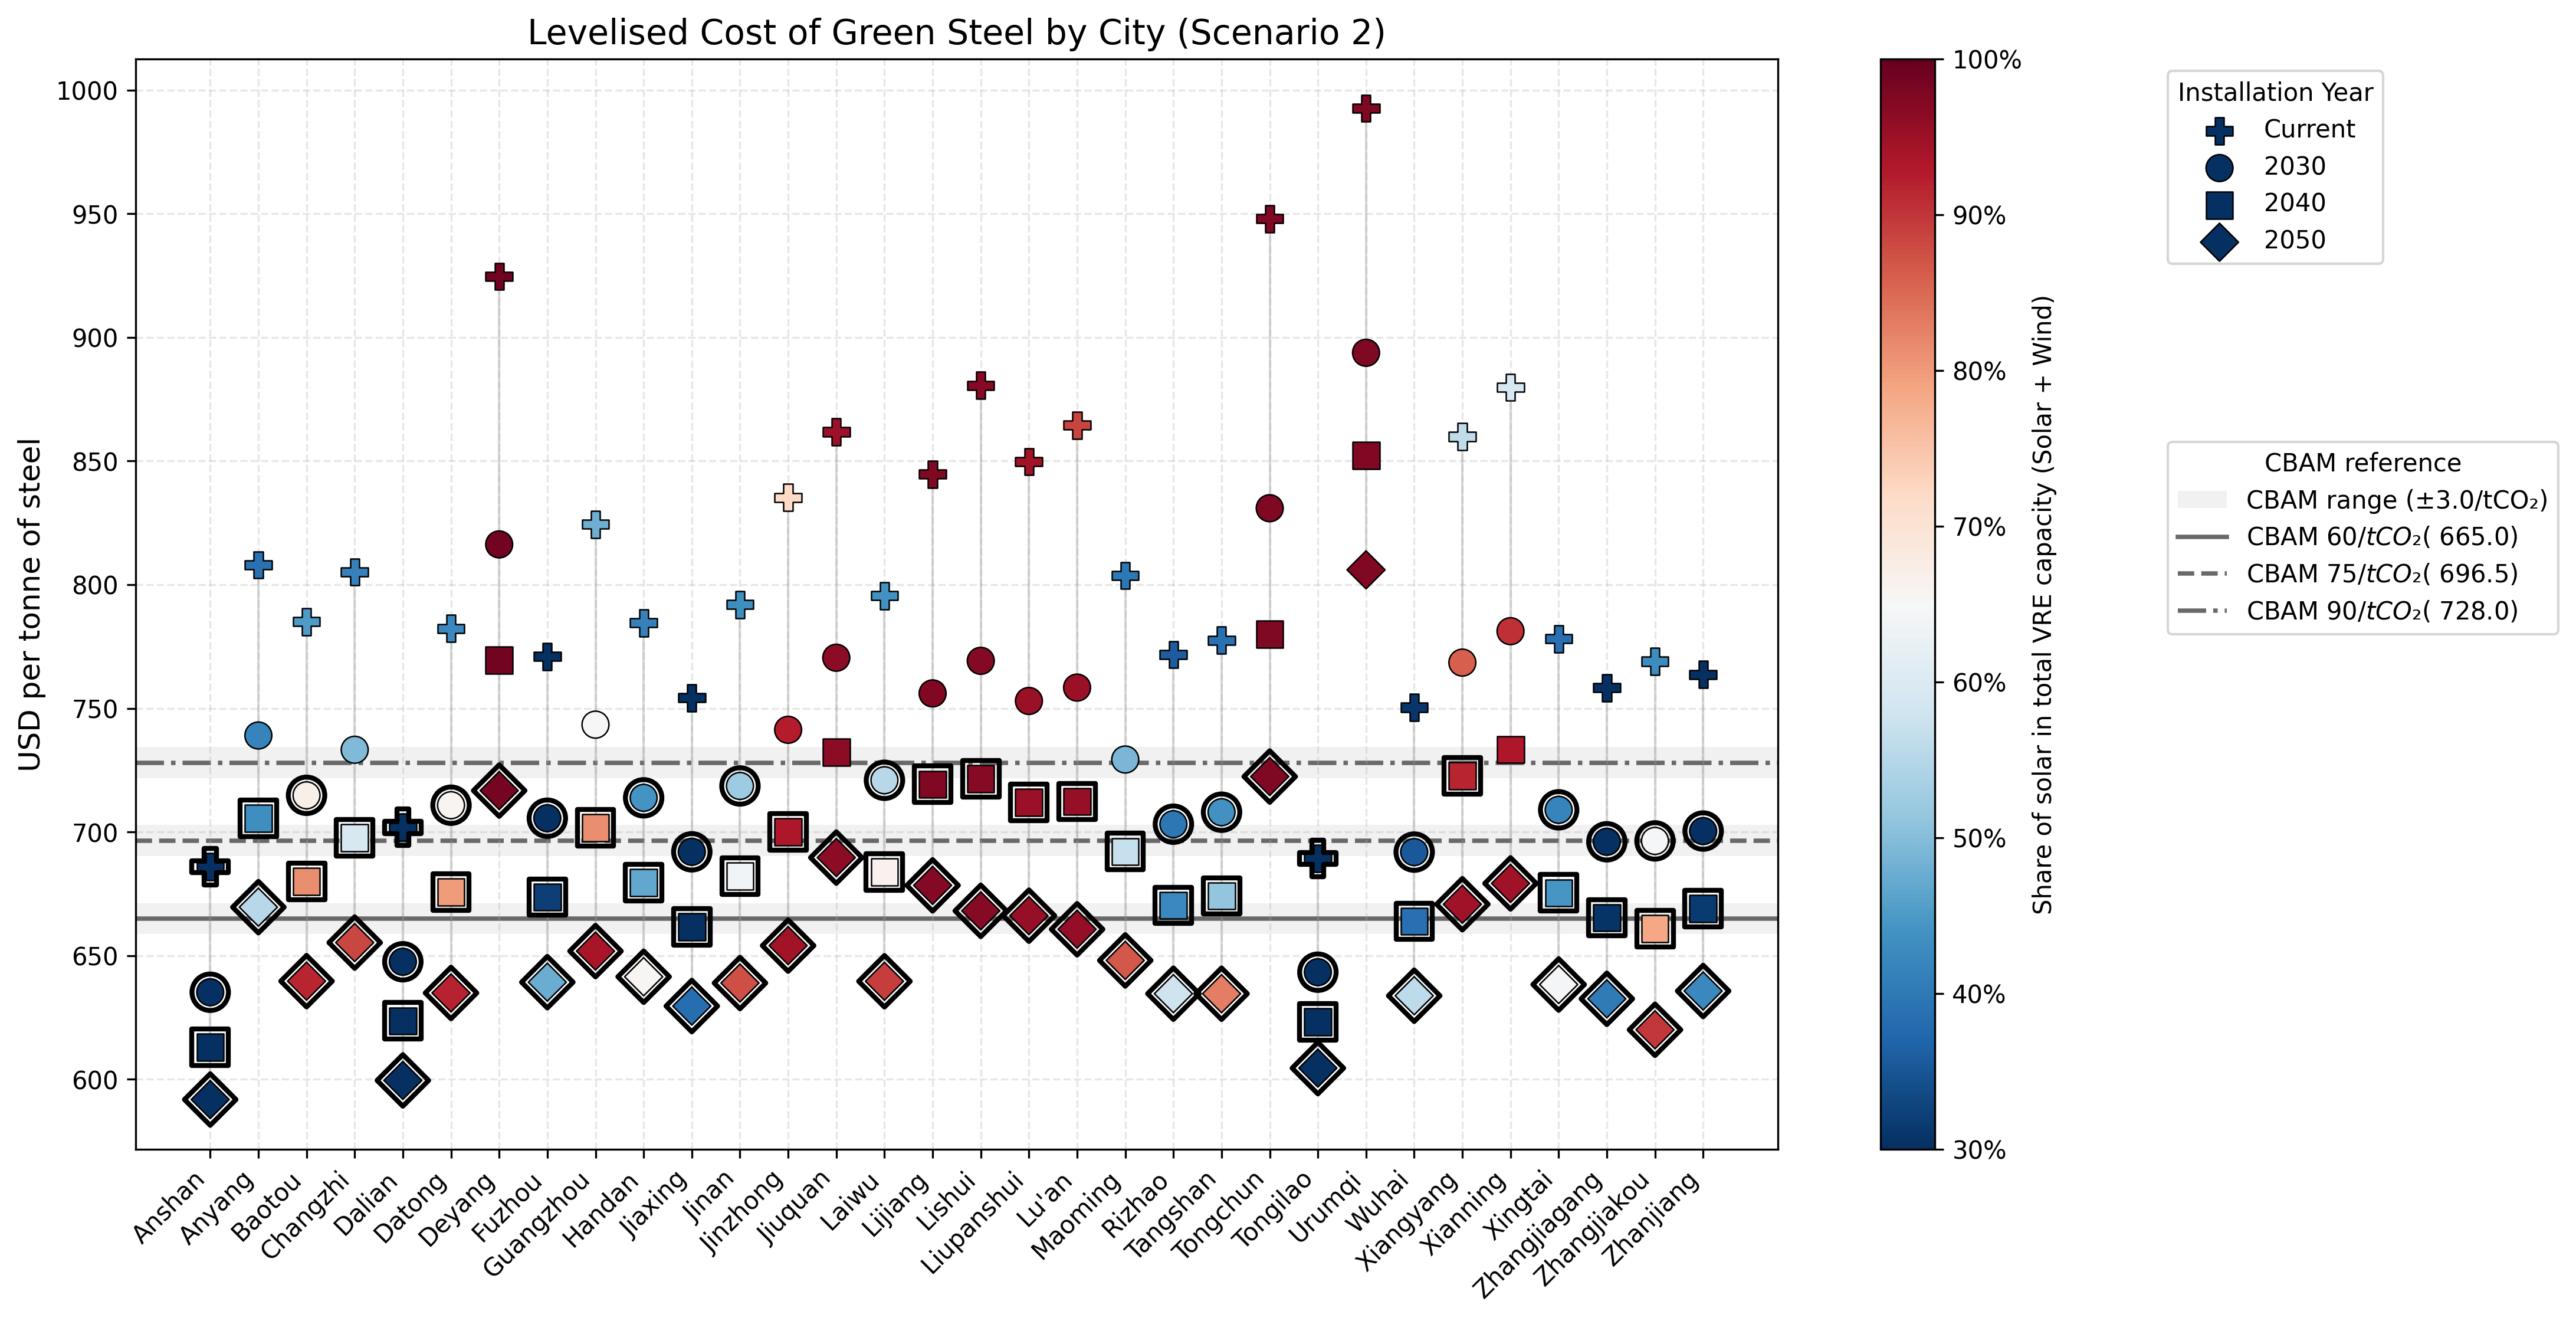 Levelised Cost of Green Steel by City (Scenario 2)
USD per tonne of steel
1000
950
900
850
800
750
700
650
600
Anshan
Anyang
Baotou
Changzhi
Dalian
Datong
Deyang
Fuzhou
Guangzhou
Handan
Jiaxing
Jinan
Jinzhong
Jiuquan
Laiwu
Lijiang
Lishui
Liupanshui
Lu'an
Maoming
Rizhao
Tangshan
Tongchun
Tongilao
Urumqi
Wuhai
Xiangyang
Xianning
Xingtai
Zhangjiagang
Zhangjiakou
Zhanjiang
100%
90%
80%
70%
60%
50%
40%
30%
Share of solar in total VRE capacity (Solar + Wind)
Installation Year
Current
2030
2040
2050
CBAM reference
CBAM range (±3.0/tCO₂)
CBAM 60/tCO₂( 665.0)
CBAM 75/tCO₂( 696.5)
CBAM 90/tCO₂( 728.0)